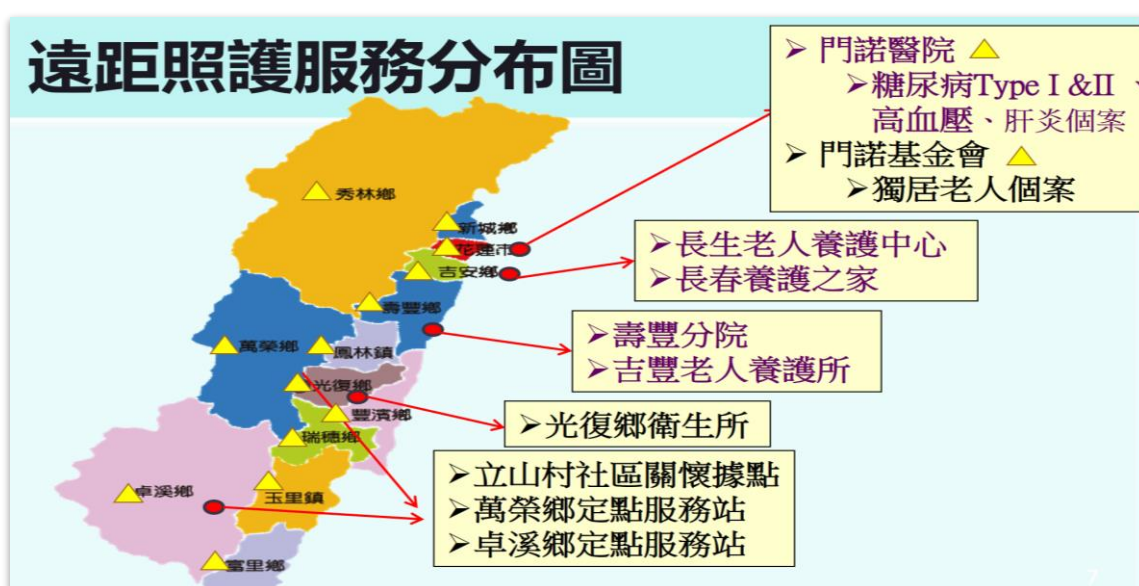 遠距照護服務分布圖
➢ 門諾醫院
➢糖尿病Type I &II、
高血壓、肝炎個案
➢ 門諾基金會
➢獨居老人個案
秀林鄉
新城鄉
花蓮市
吉安鄉
➢長生老人養護中心
➢長春養護之家
壽豐鄉
➢壽豐分院
➢吉豐老人養護所
萬榮鄉
鳳林鎮
光復鄉
豐濱鄉
➢光復鄉衛生所
瑞穗鄉
➢立山村社區關懷據點
➢萬榮鄉定點服務站
➢卓溪鄉定點服務站
卓溪鄉
玉里鎮
富里鄉
7